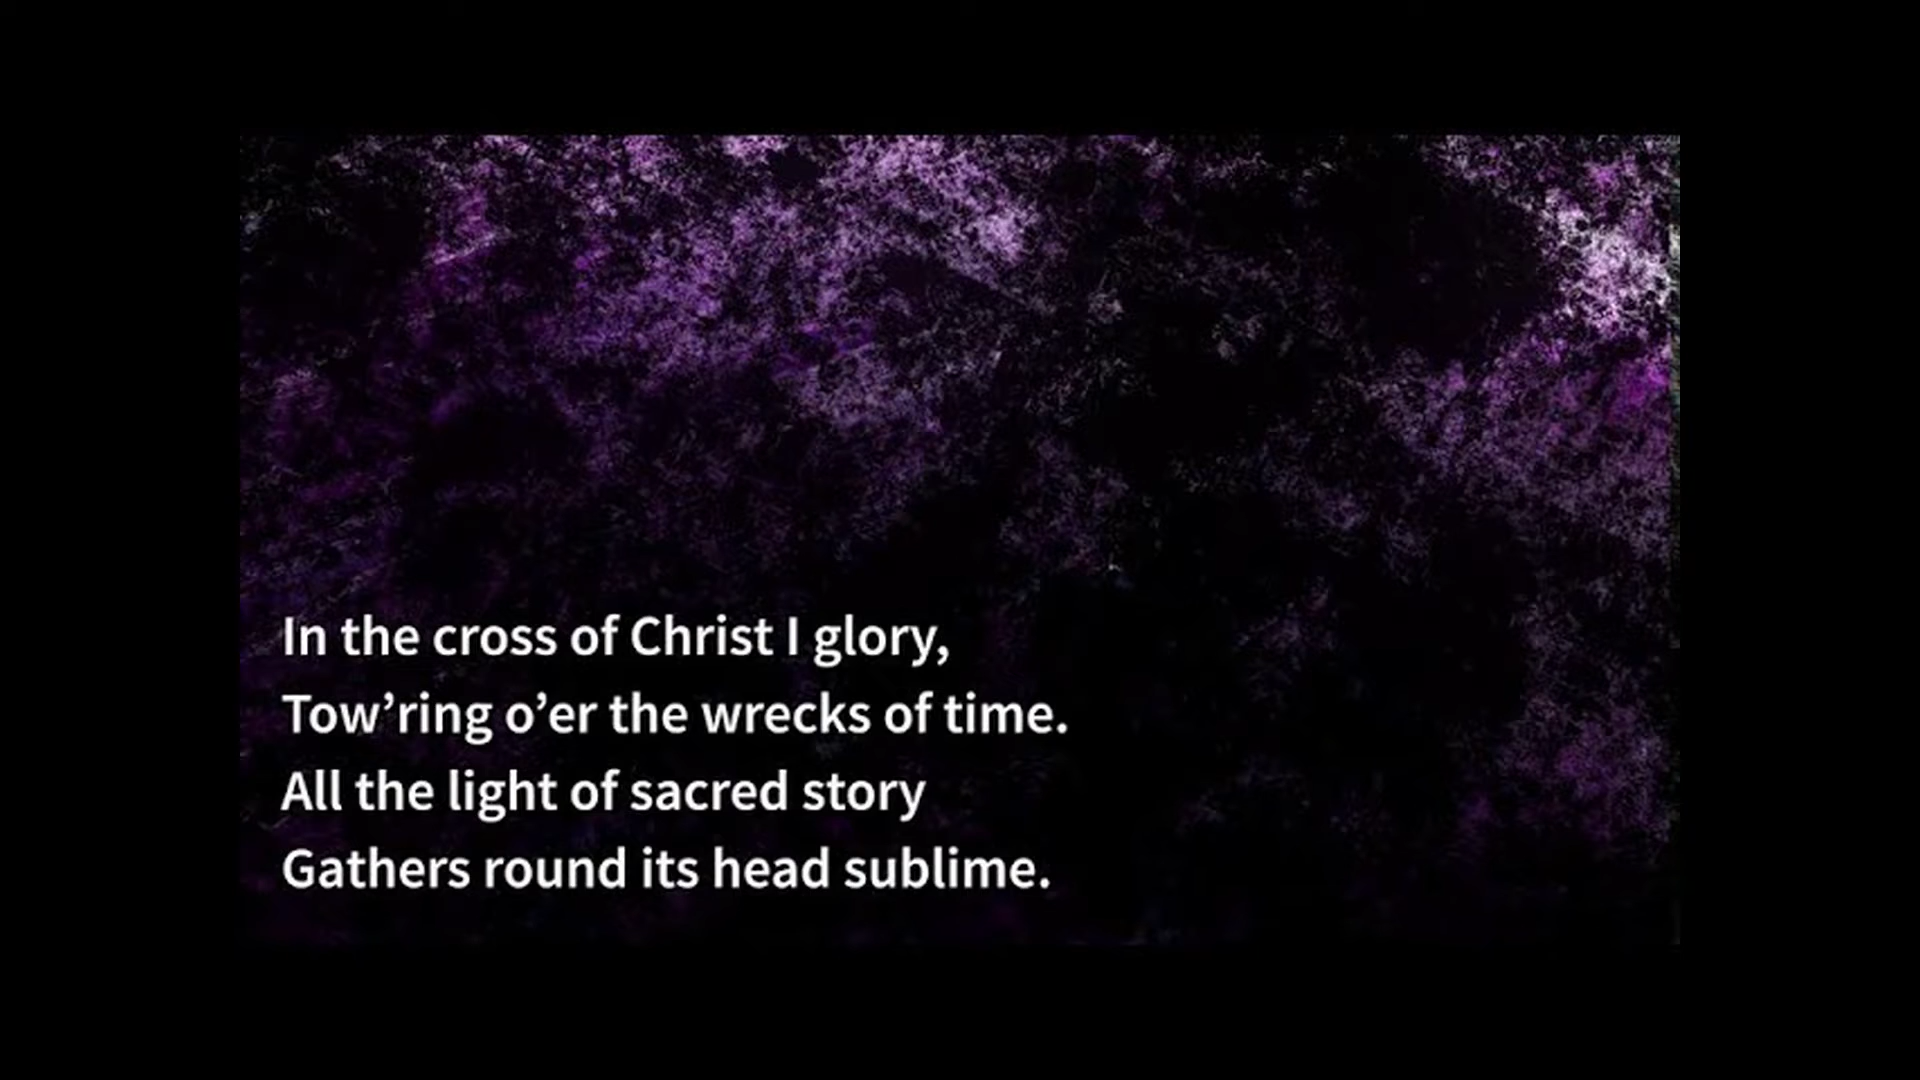 In the cross of Christ I glory,
Tow’ring o’er the wrecks of time.
All the light of sacred story
Gathers round its head sublime.